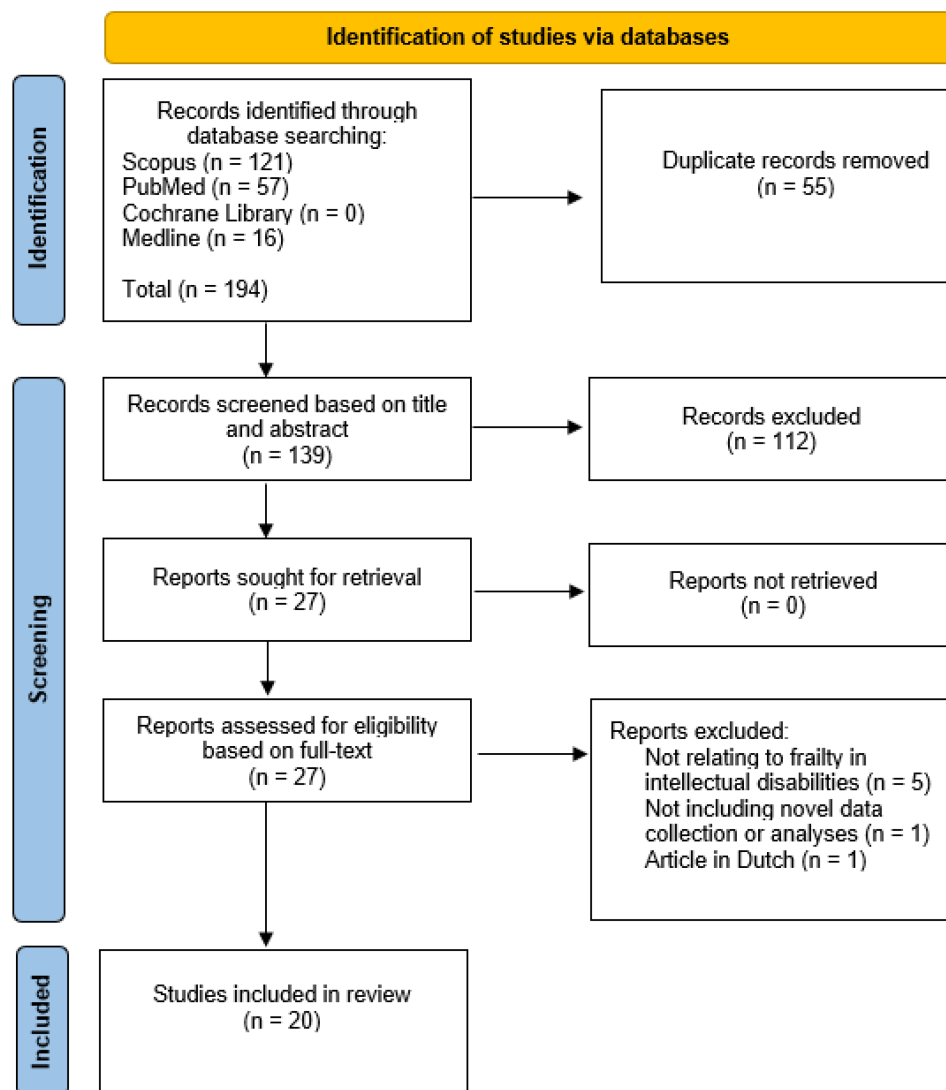 Identification of studies via databases
Identification
Records identified through
database searching:
Scopus (n = 121)
PubMed (n = 57)
Cochrane Library (n = 0)
Medline (n = 16)
Total (n = 194)
Duplicate records removed
(n = 55)
Screening
Records screened based on title
and abstract
(n = 139)
Records excluded
(n = 112)
Reports sought for retrieval
(n = 27)
Reports not retrieved
(n = 0)
Reports assessed for eligibility
based on full-text
(n = 27)
Reports excluded:
Not relating to frailty in
intellectual disabilities (n = 5)
Not including novel data
collection or analyses (n = 1)
Article in Dutch (n = 1)
Included
Studies included in review
(n = 20)